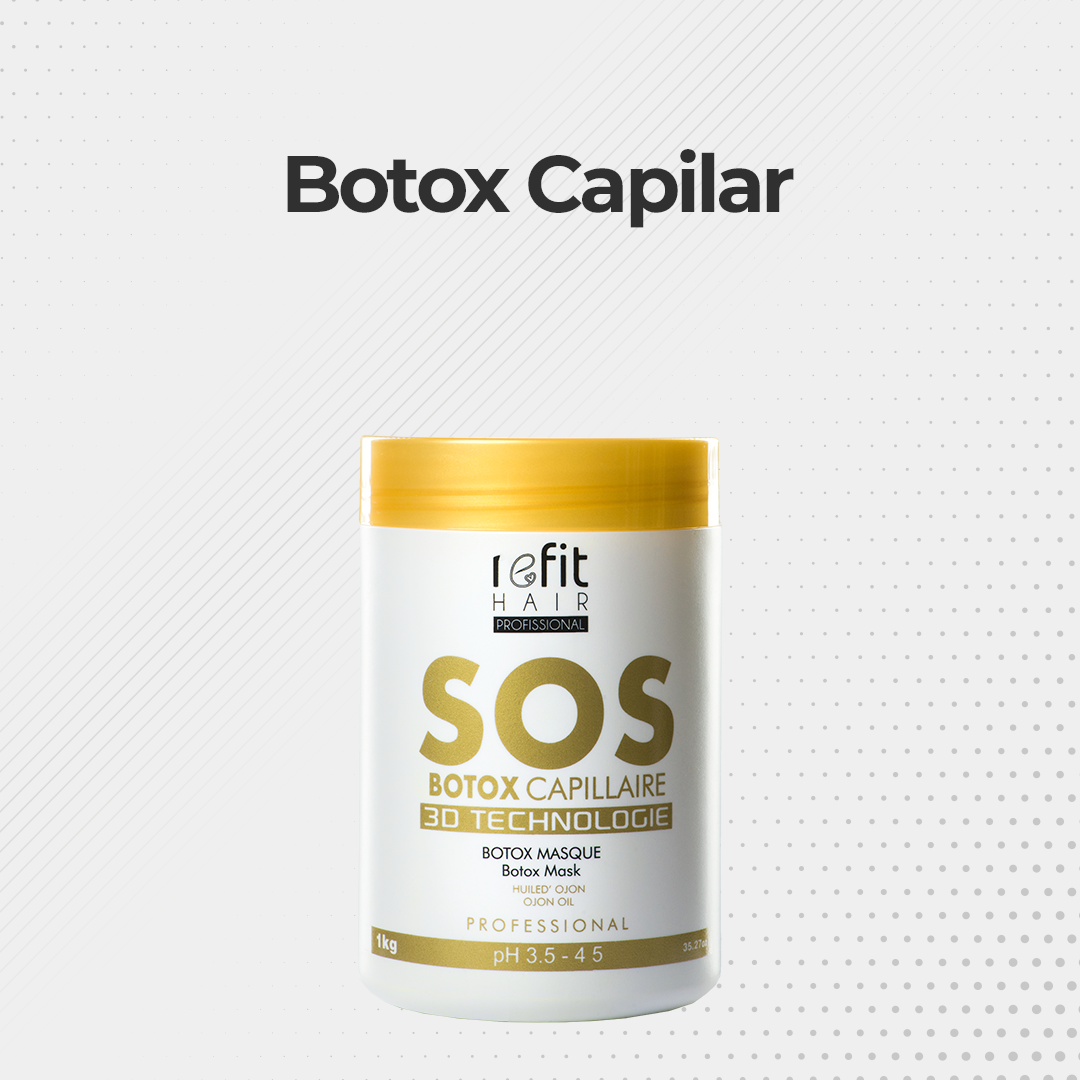 Botox Capilar
refit
HAIR
PROFISSIONAL
SOS
BOTOX CAPILLAIRE
3D TECHNOLOGIE
BOTOX MASQUE
Botox Mask
HUILED' OJON
OJON OIL
PROFESSIONAL
1kg
pH 3.5 - 4 5